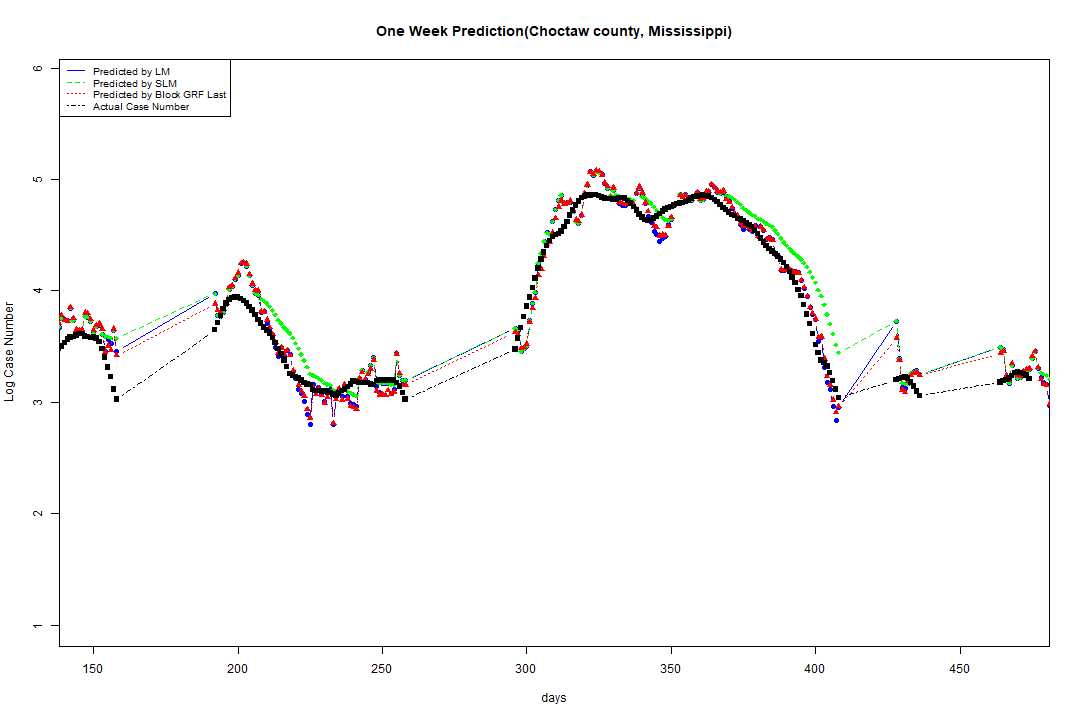 One Week Prediction(Choctaw county, Mississippi)
Predicted by LM
Predicted by SLM
Predicted by Block GRF Last
Actual Case Number
6
5
4
3
2
1
Log Case Number
150 200 250 300 350 400 450
days